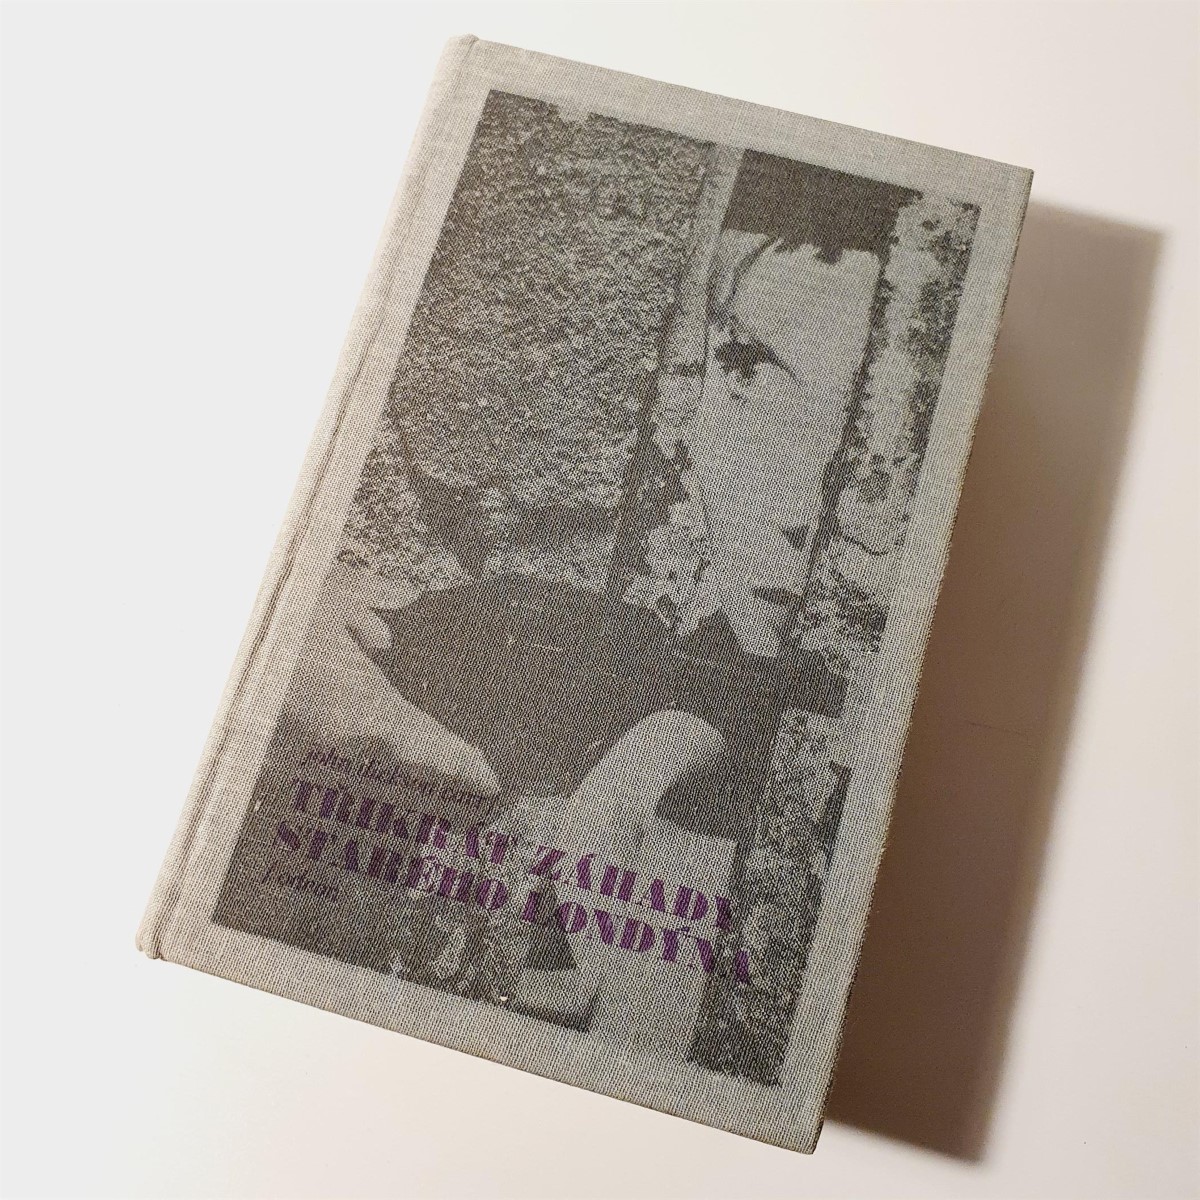 john dickson carr
TŘIKRÁT ZÁHADY
STARÉHO LONDÝNA
odeon